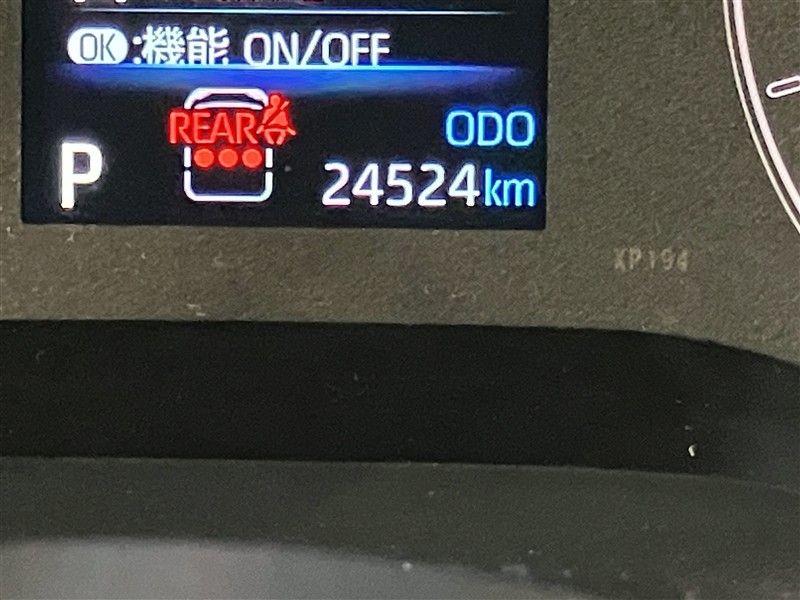 OK:機能 ON/OFF
REAR
ODO
P
24524km
XP194